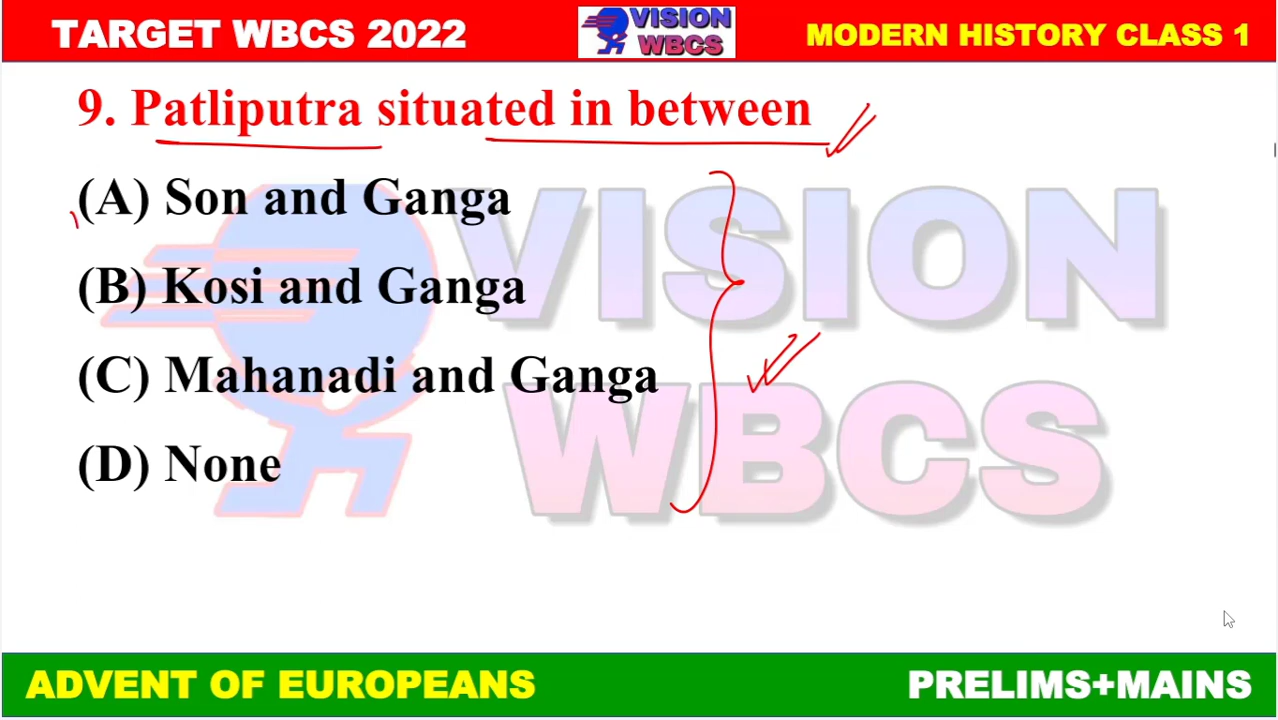 TARGET WBCS 2022
VISION
WBCS
MODERN HISTORY CLASS 1
9. Patliputra situated in between
(A) Son and Ganga
(B) Kosi and Ganga
(C) Mahanadi and Ganga
(D) None
VISION
WBCS
ADVENT OF EUROPEANS
PRELIMS+MAINS